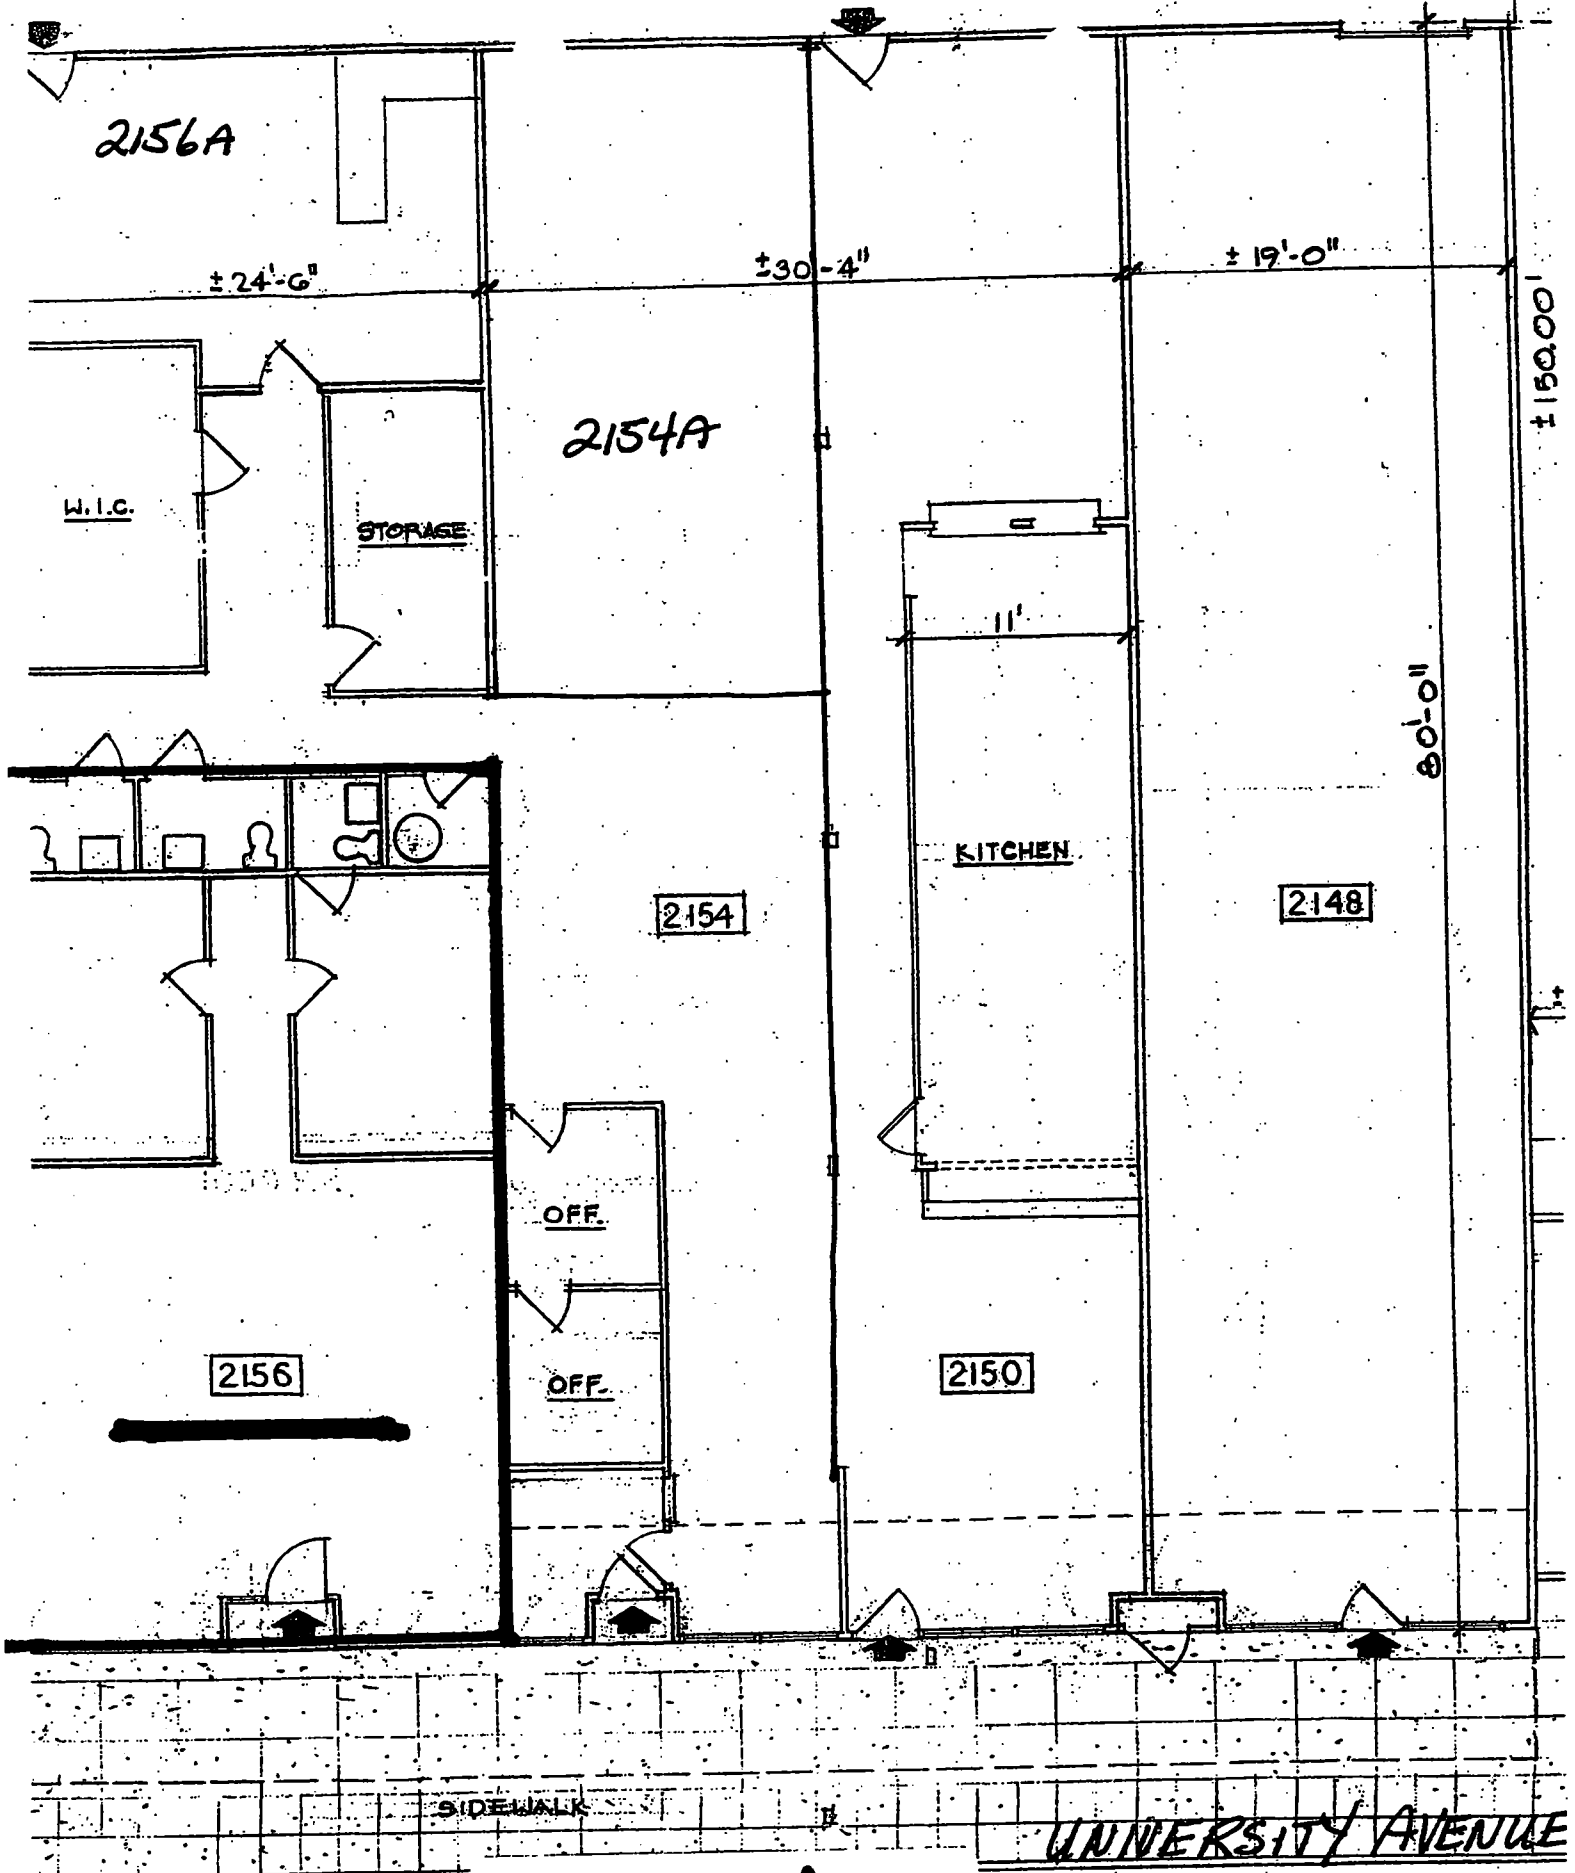 2156A
± 24'-6"
±30'-4"
± 19'-0"
±150.00'
2154A
W.I.C.
STORAGE
11'
80'-0"
KITCHEN
2154
2148
OFF.
OFF.
2156
2150
SIDEWALK
UNIVERSITY AVENUE